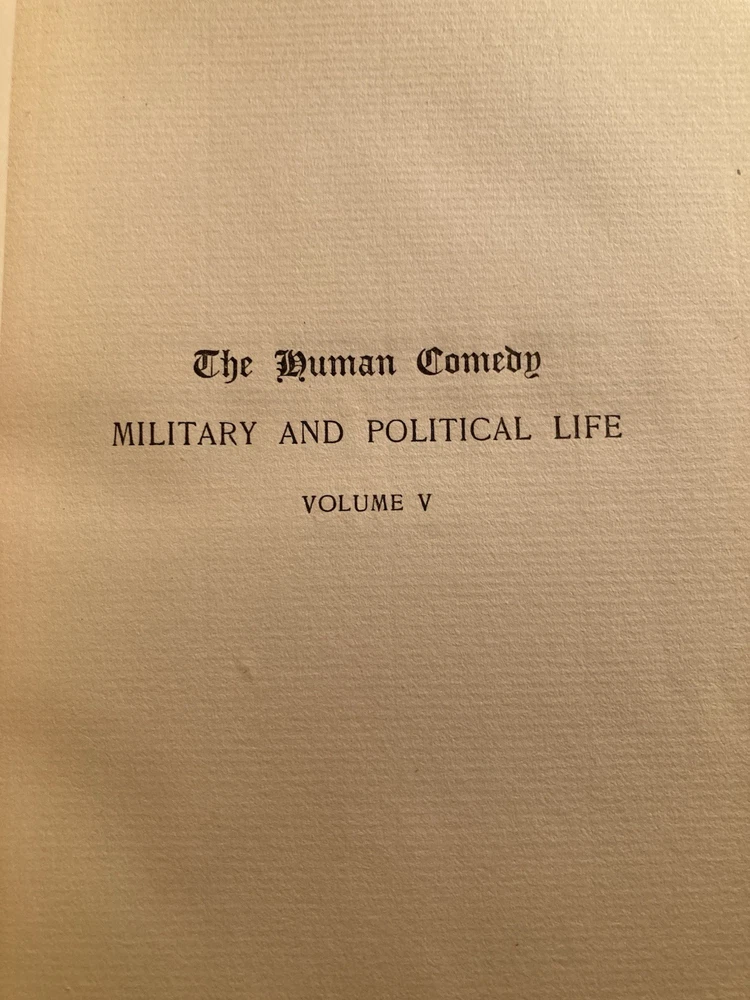 The Human Comedy
MILITARY AND POLITICAL LIFE
VOLUME V